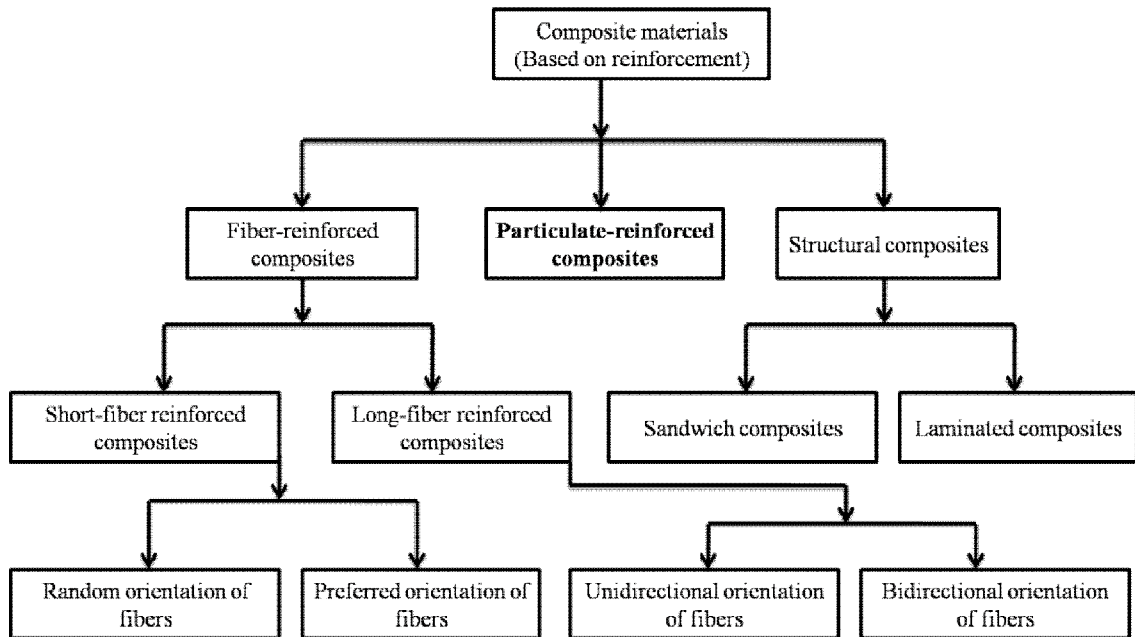 Composite materials
(Based on reinforcement)
Fiber-reinforced
composites
Particulate-reinforced
composites
Structural composites
Short-fiber reinforced
composites
Long-fiber reinforced
composites
Sandwich composites
Laminated composites
Random orientation of
fibers
Preferred orientation of
fibers
Unidirectional orientation
of fibers
Bidirectional orientation
of fibers